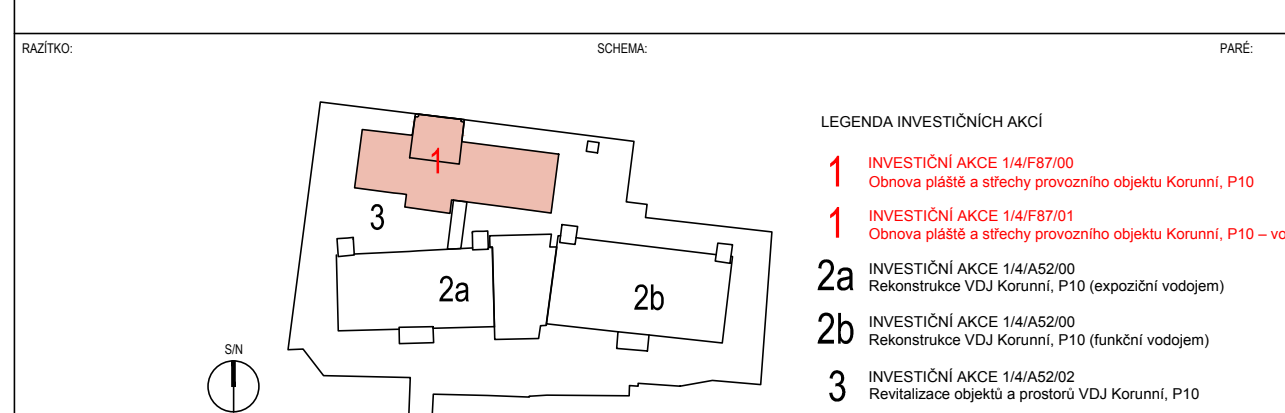 RAZÍTKO:
SCHEMA:
PARÉ:
1
3
2a
2b
S/N
LEGENDA INVESTIČNÍCH AKCÍ
1 INVESTIČNÍ AKCE 1/4/F87/00
Obnova pláště a střechy provozního objektu Korunní, P10
1 INVESTIČNÍ AKCE 1/4/F87/01
Obnova pláště a střechy provozního objektu Korunní, P10 – vo
2a INVESTIČNÍ AKCE 1/4/A52/00
Rekonstrukce VDJ Korunní, P10 (expoziční vodojem)
2b INVESTIČNÍ AKCE 1/4/A52/00
Rekonstrukce VDJ Korunní, P10 (funkční vodojem)
3 INVESTIČNÍ AKCE 1/4/A52/02
Revitalizace objektů a prostorů VDJ Korunní, P10